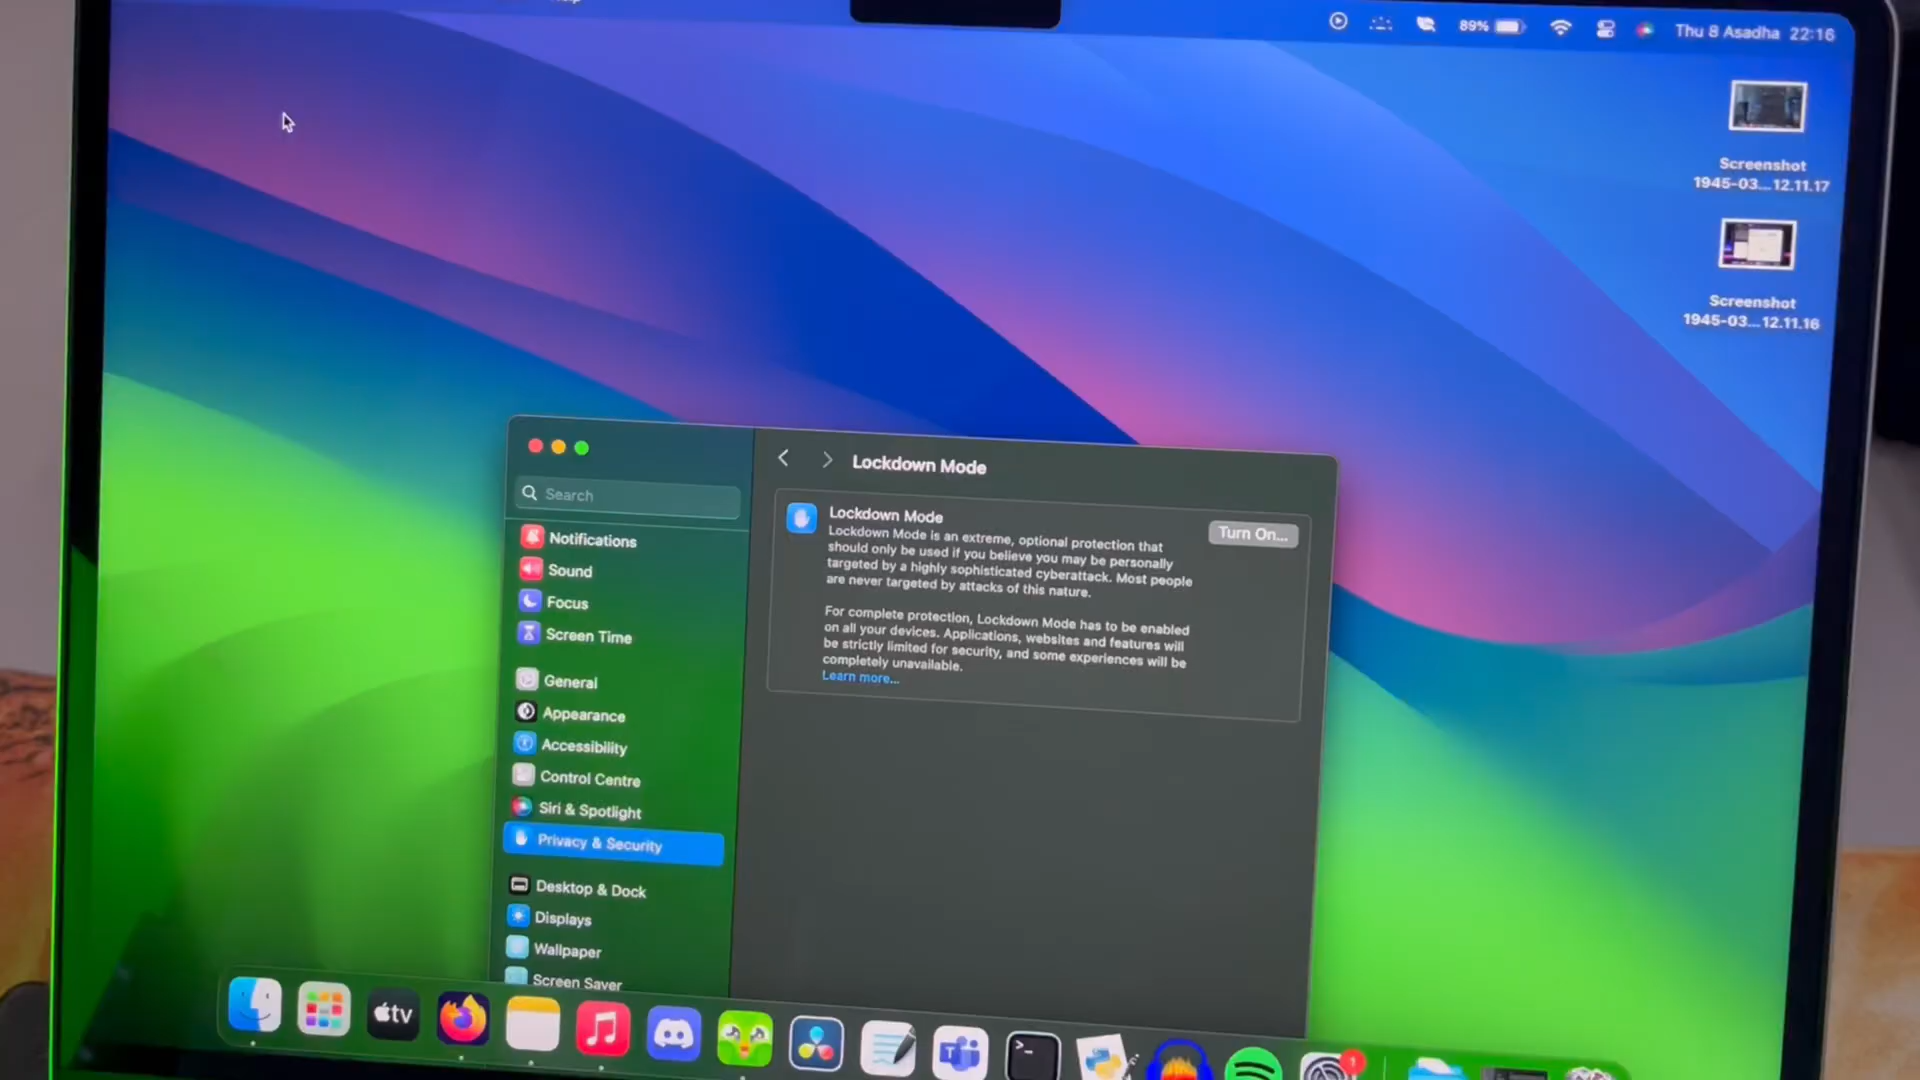 89%
Thu 8 Asadha 22:16
Screenshot
1945-03...12.11.17
Screenshot
1945-03...12.11.16
Search
Notifications
Sound
Focus
Screen Time
General
Appearance
Accessibility
Control Centre
Siri & Spotlight
Privacy & Security
Desktop & Dock
Displays
Wallpaper
Screen Saver
Lockdown Mode
Lockdown Mode
Turn On...
Lockdown Mode is an extreme, optional protection that
should only be used if you believe you may be personally
targeted by a highly sophisticated cyberattack. Most people
are never targeted by attacks of this nature.
For complete protection, Lockdown Mode has to be enabled
on all your devices. Applications, websites and features will
be strictly limited for security, and some experiences will be
completely unavailable.
Learn more...
tv
1